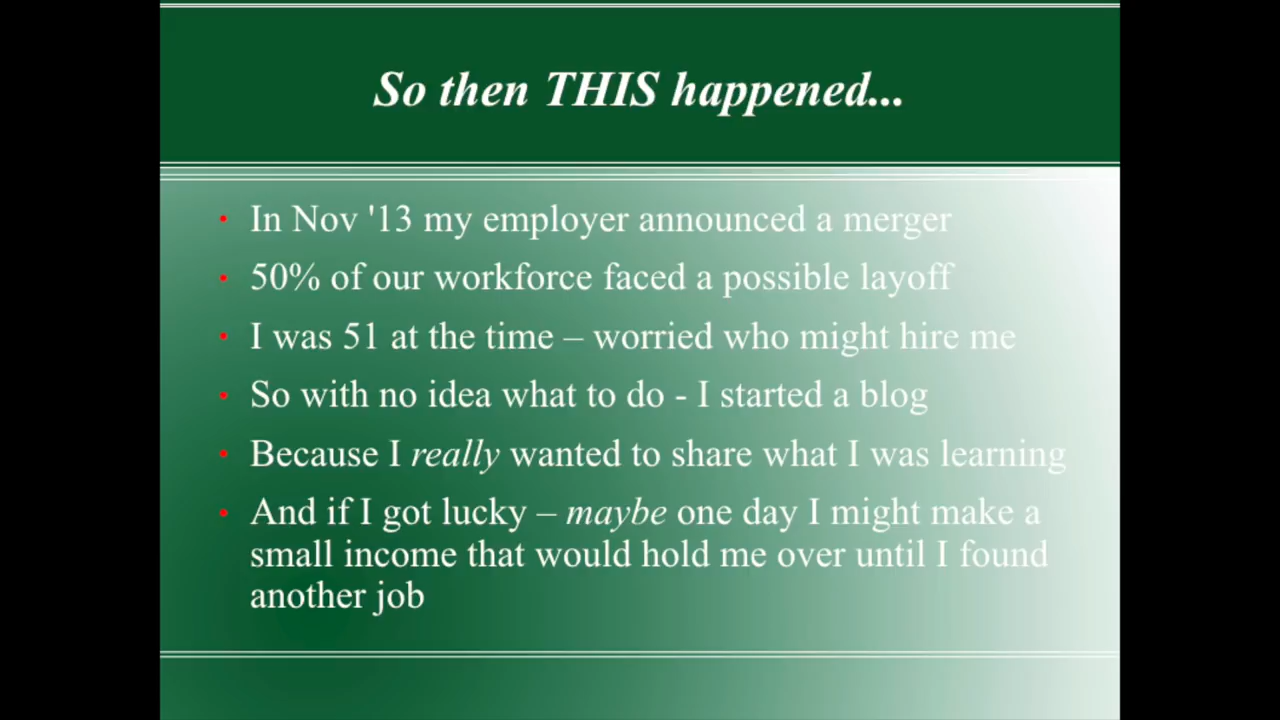 So then THIS happened...
• In Nov '13 my employer announced a merger
• 50% of our workforce faced a possible layoff
• I was 51 at the time – worried who might hire me
• So with no idea what to do - I started a blog
• Because I really wanted to share what I was learning
• And if I got lucky – maybe one day I might make a
small income that would hold me over until I found
another job